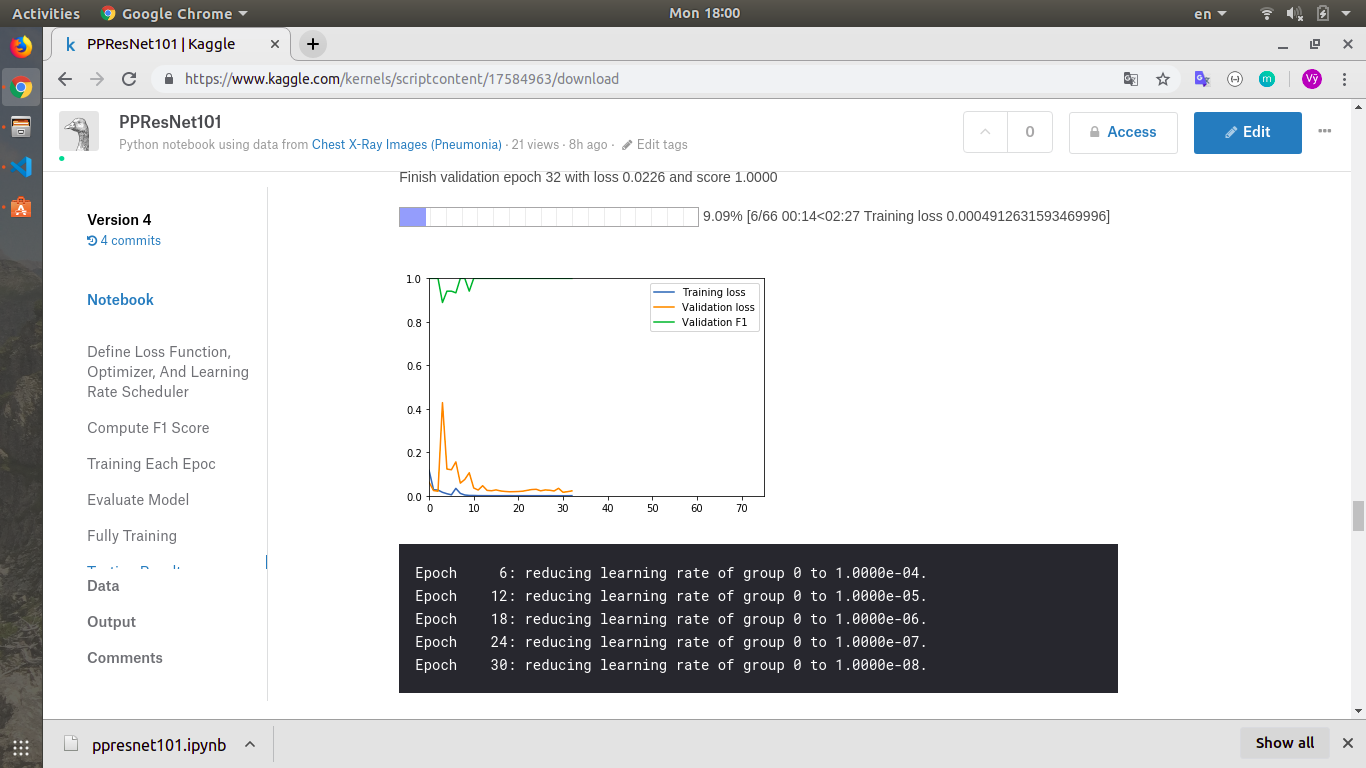 Activities Google Chrome Mon 18:00 en
PPResNet101 | Kaggle
https://www.kaggle.com/kernels/scriptcontent/17584963/download Vỹ
PPResNet101
Python notebook using data from Chest X-Ray Images (Pneumonia) · 21 views · 8h ago · Edit tags
0 Access Edit
Version 4
4 commits
Notebook
Define Loss Function,
Optimizer, And Learning
Rate Scheduler
Compute F1 Score
Training Each Epoc
Evaluate Model
Fully Training
Data
Output
Comments
Finish validation epoch 32 with loss 0.0226 and score 1.0000
9.09% [6/66 00:14<02:27 Training loss 0.0004912631593469996]
Training loss
Validation loss
Validation F1
1.0
0.8
0.6
0.4
0.2
0.0
0 10 20 30 40 50 60 70
Epoch 6: reducing learning rate of group 0 to 1.0000e-04.
Epoch 12: reducing learning rate of group 0 to 1.0000e-05.
Epoch 18: reducing learning rate of group 0 to 1.0000e-06.
Epoch 24: reducing learning rate of group 0 to 1.0000e-07.
Epoch 30: reducing learning rate of group 0 to 1.0000e-08.
ppresnet101.ipynb Show all